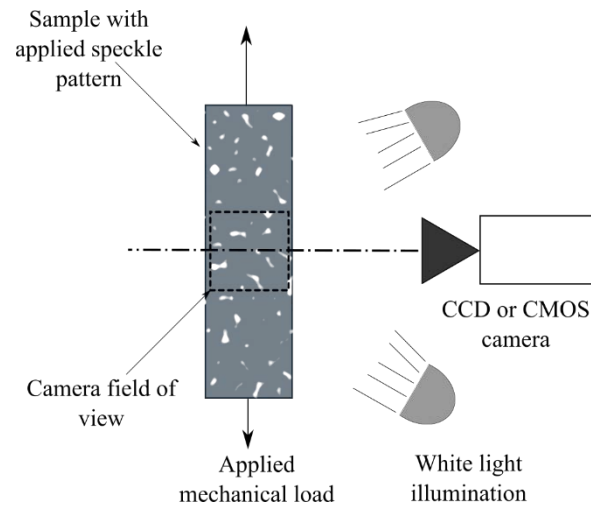 Sample with
applied speckle
pattern
CCD or CMOS
camera
Camera field of
view
Applied
mechanical load
White light
illumination